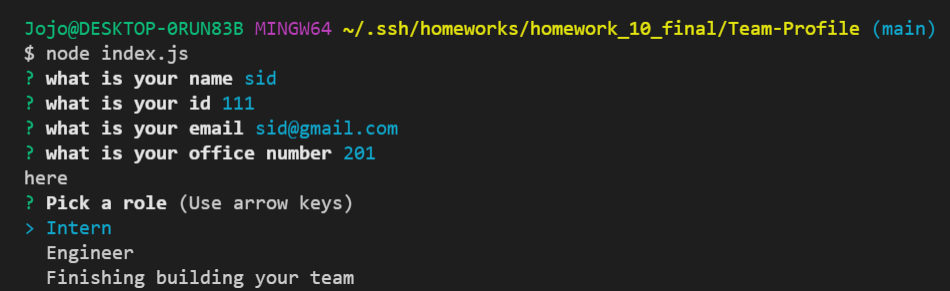 Jojo@DESKTOP-0RUN83B MINGW64 ~/.ssh/homeworks/homework_10_final/Team-Profile (main)
$ node index.js
? what is your name sid
? what is your id 111
? what is your email sid@gmail.com
? what is your office number 201
here
? Pick a role (Use arrow keys)
> Intern
  Engineer
  Finishing building your team